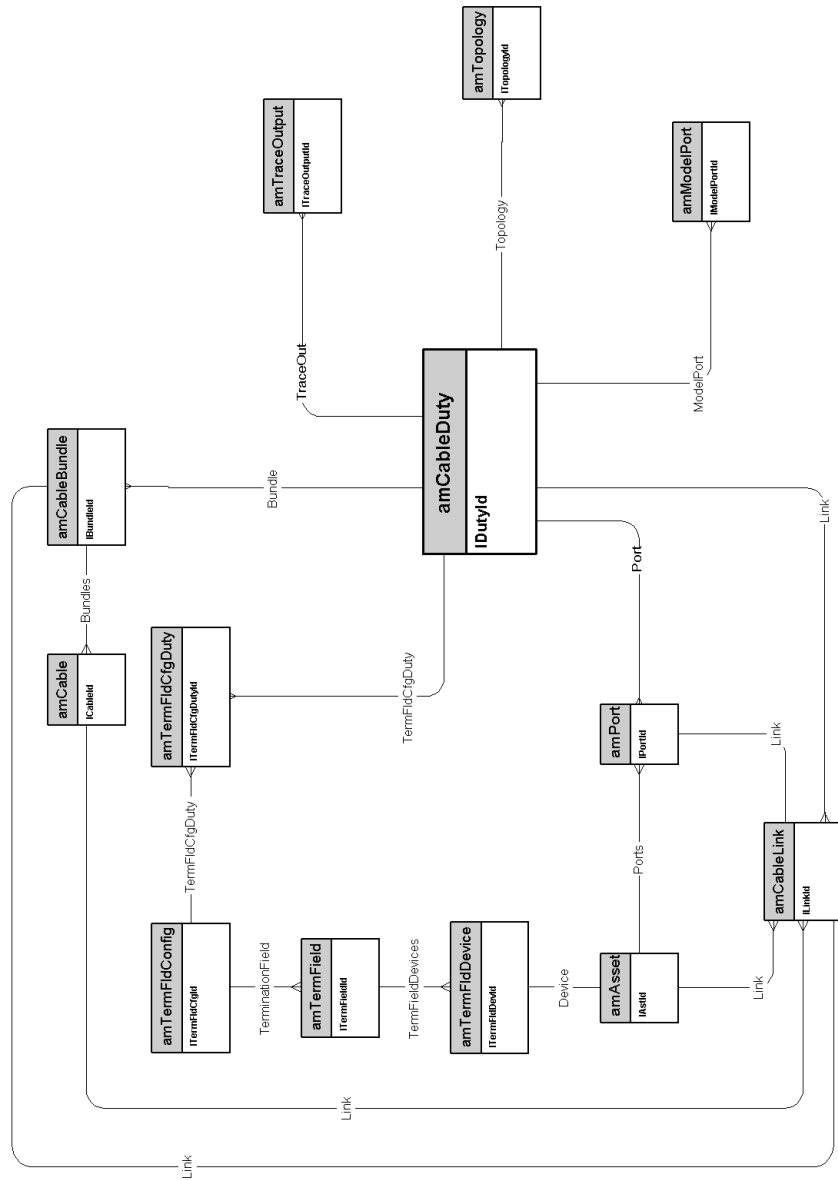 amCable
lCableId
Bundles
amCableBundle
lBundleId
Link
amTermFldConfig
lTermFldCfgId
TermFldCfgDuty
amTermFldCfgDuty
lTermFldCfgDutyId
TerminationField
Bundle
amTraceOutput
lTraceOutputId
TraceOut
amTermField
lTermFieldId
Link
TermFieldDevices
TermFldCfgDuty
amCableDuty
lDutyId
amTermFldDevice
lTermFldDevId
Topology
amTopology
lTopologyId
Device
amAsset
lAstId
Ports
amPort
lPortId
Port
ModelPort
amModelPort
lModelPortId
Link
Link
amCableLink
lLinkId
Link